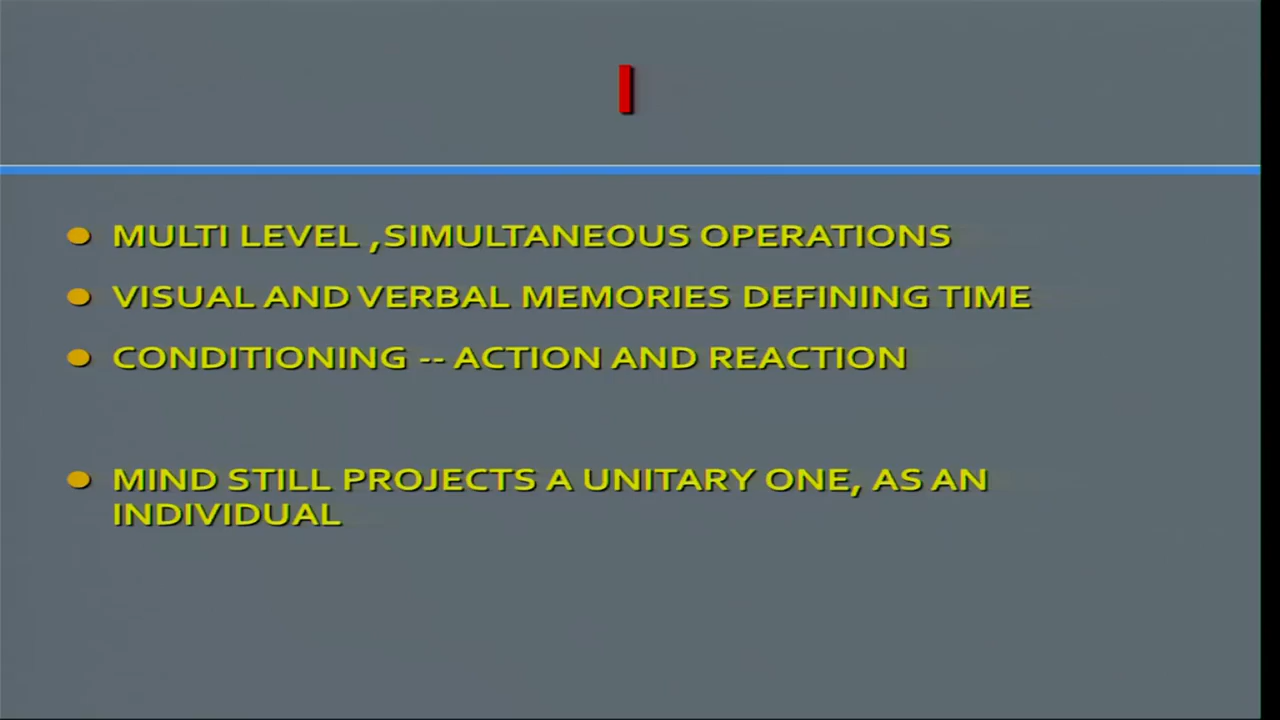 I
MULTI LEVEL ,SIMULTANEOUS OPERATIONS
VISUAL AND VERBAL MEMORIES DEFINING TIME
CONDITIONING -- ACTION AND REACTION
MIND STILL PROJECTS A UNITARY ONE, AS AN
INDIVIDUAL